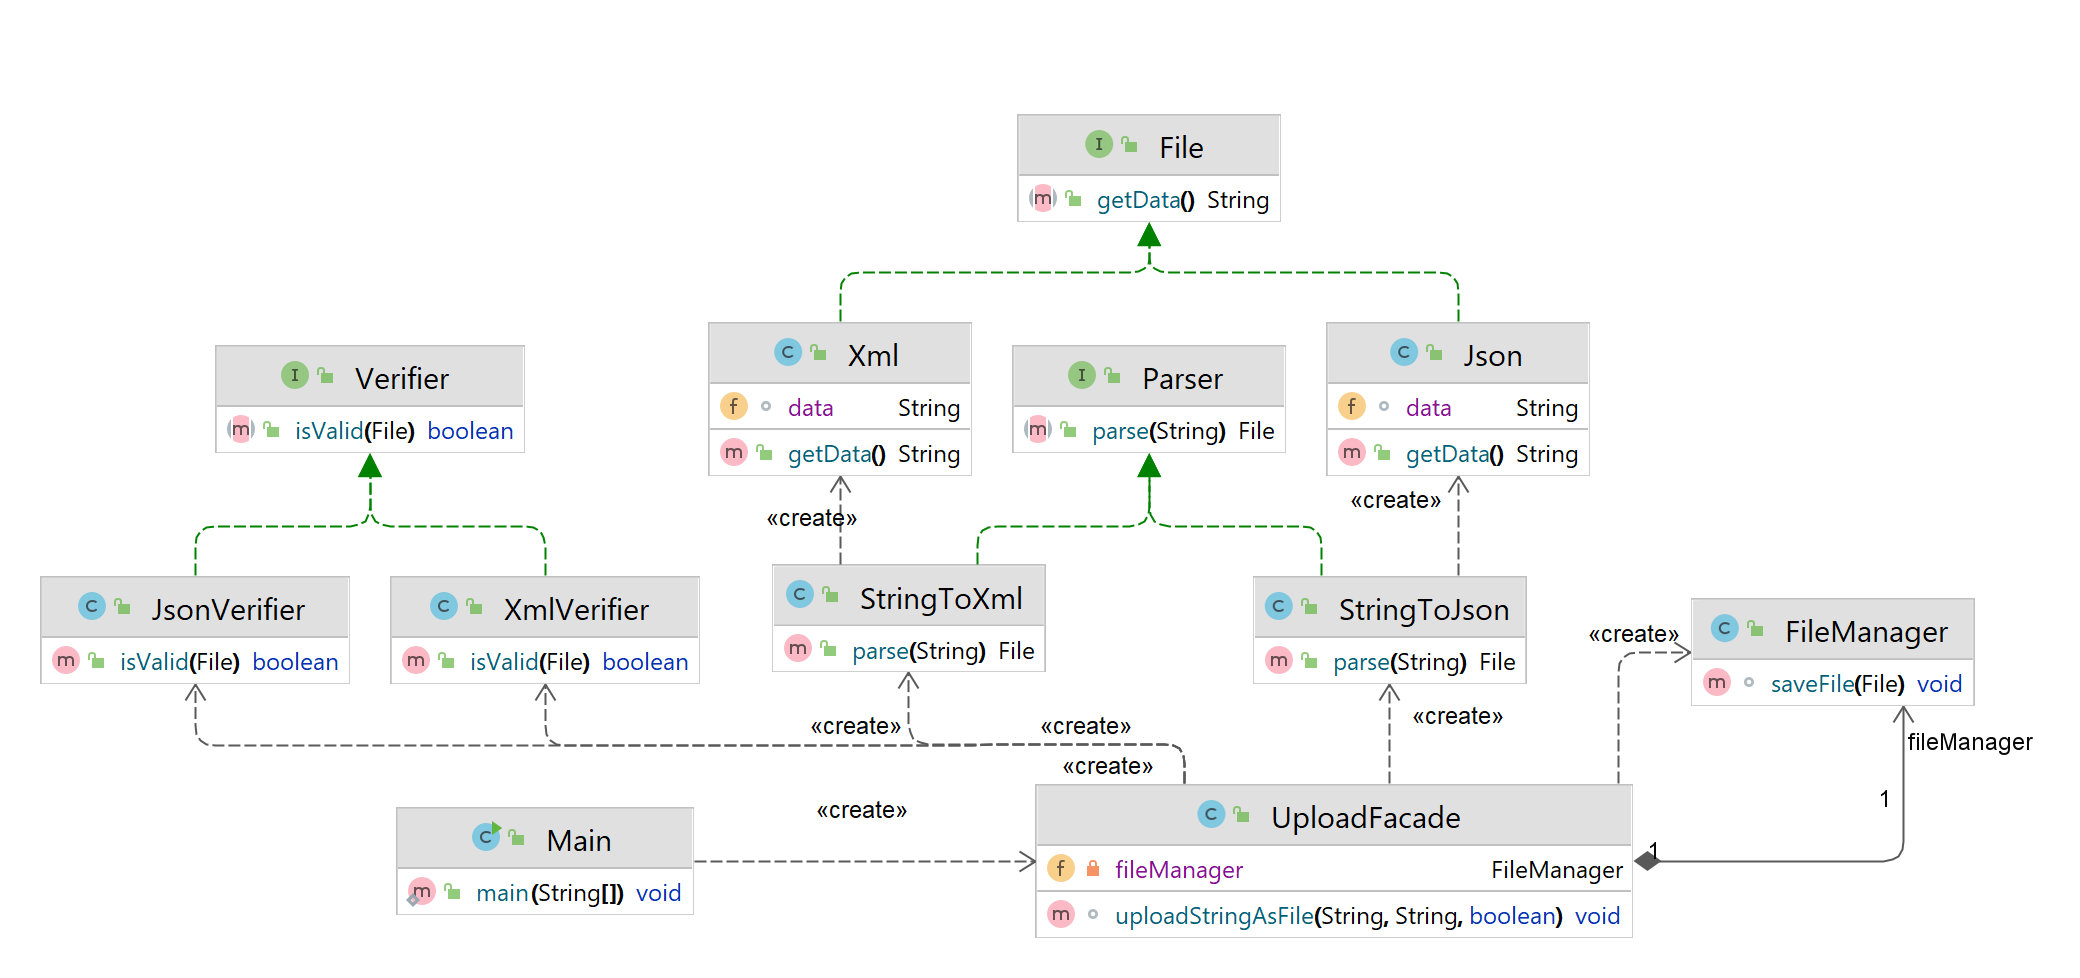 I File
m getData() String
C Xml
f data String
m getData() String
I Verifier
m isValid(File) boolean
I Parser
m parse(String) File
C Json
f data String
m getData() String
«create»
«create»
C JsonVerifier
m isValid(File) boolean
C XmlVerifier
m isValid(File) boolean
C StringToXml
m parse(String) File
C StringToJson
m parse(String) File
C FileManager
m saveFile(File) void
«create»
«create»
«create»
«create»
«create»
«create»
fileManager
1
1
C Main
m main(String[]) void
C UploadFacade
f fileManager FileManager
m uploadStringAsFile(String, String, boolean) void